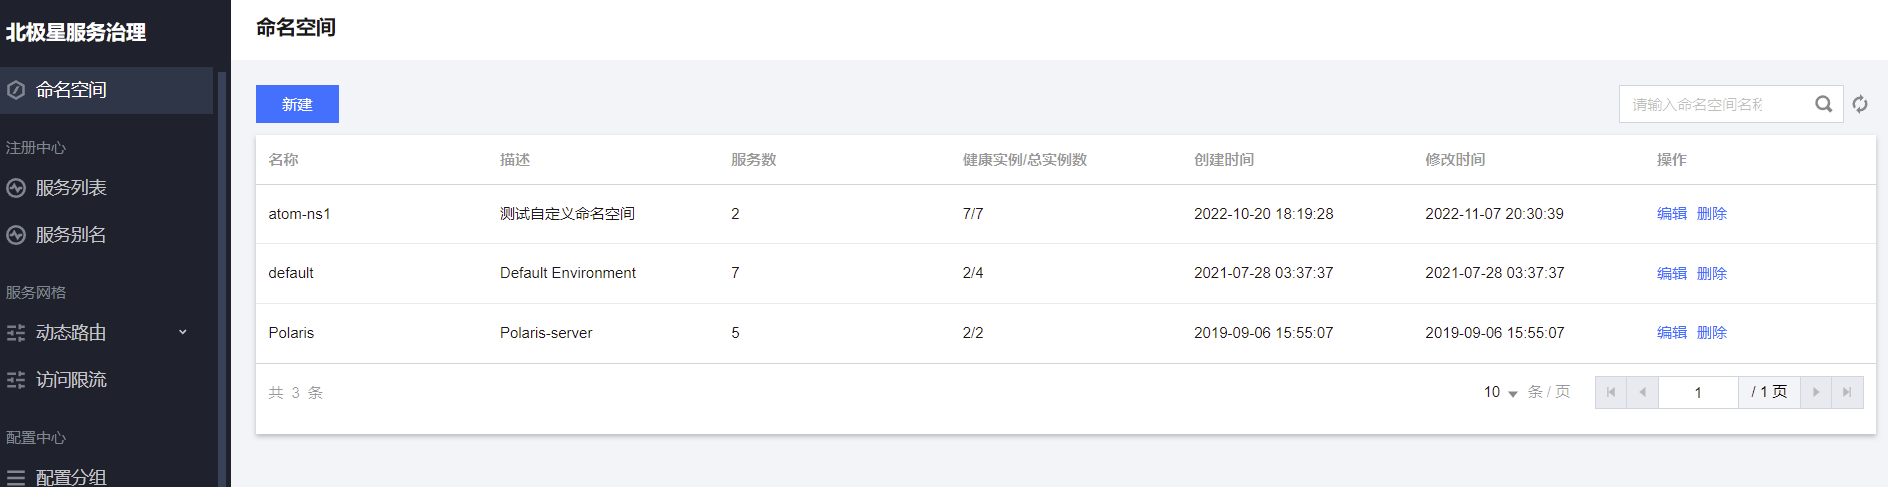 北极星服务治理
命名空间
注册中心
服务列表
服务别名
服务网格
动态路由
访问限流
配置中心
配置分组
命名空间
新建
请输入命名空间名称
名称 描述 服务数 健康实例/总实例数 创建时间 修改时间 操作
atom-ns1 测试自定义命名空间 2 7/7 2022-10-20 18:19:28 2022-11-07 20:30:39 编辑 删除
default Default Environment 7 2/4 2021-07-28 03:37:37 2021-07-28 03:37:37 编辑 删除
Polaris Polaris-server 5 2/2 2019-09-06 15:55:07 2019-09-06 15:55:07 编辑 删除
共 3 条 10 条 / 页 1 / 1 页